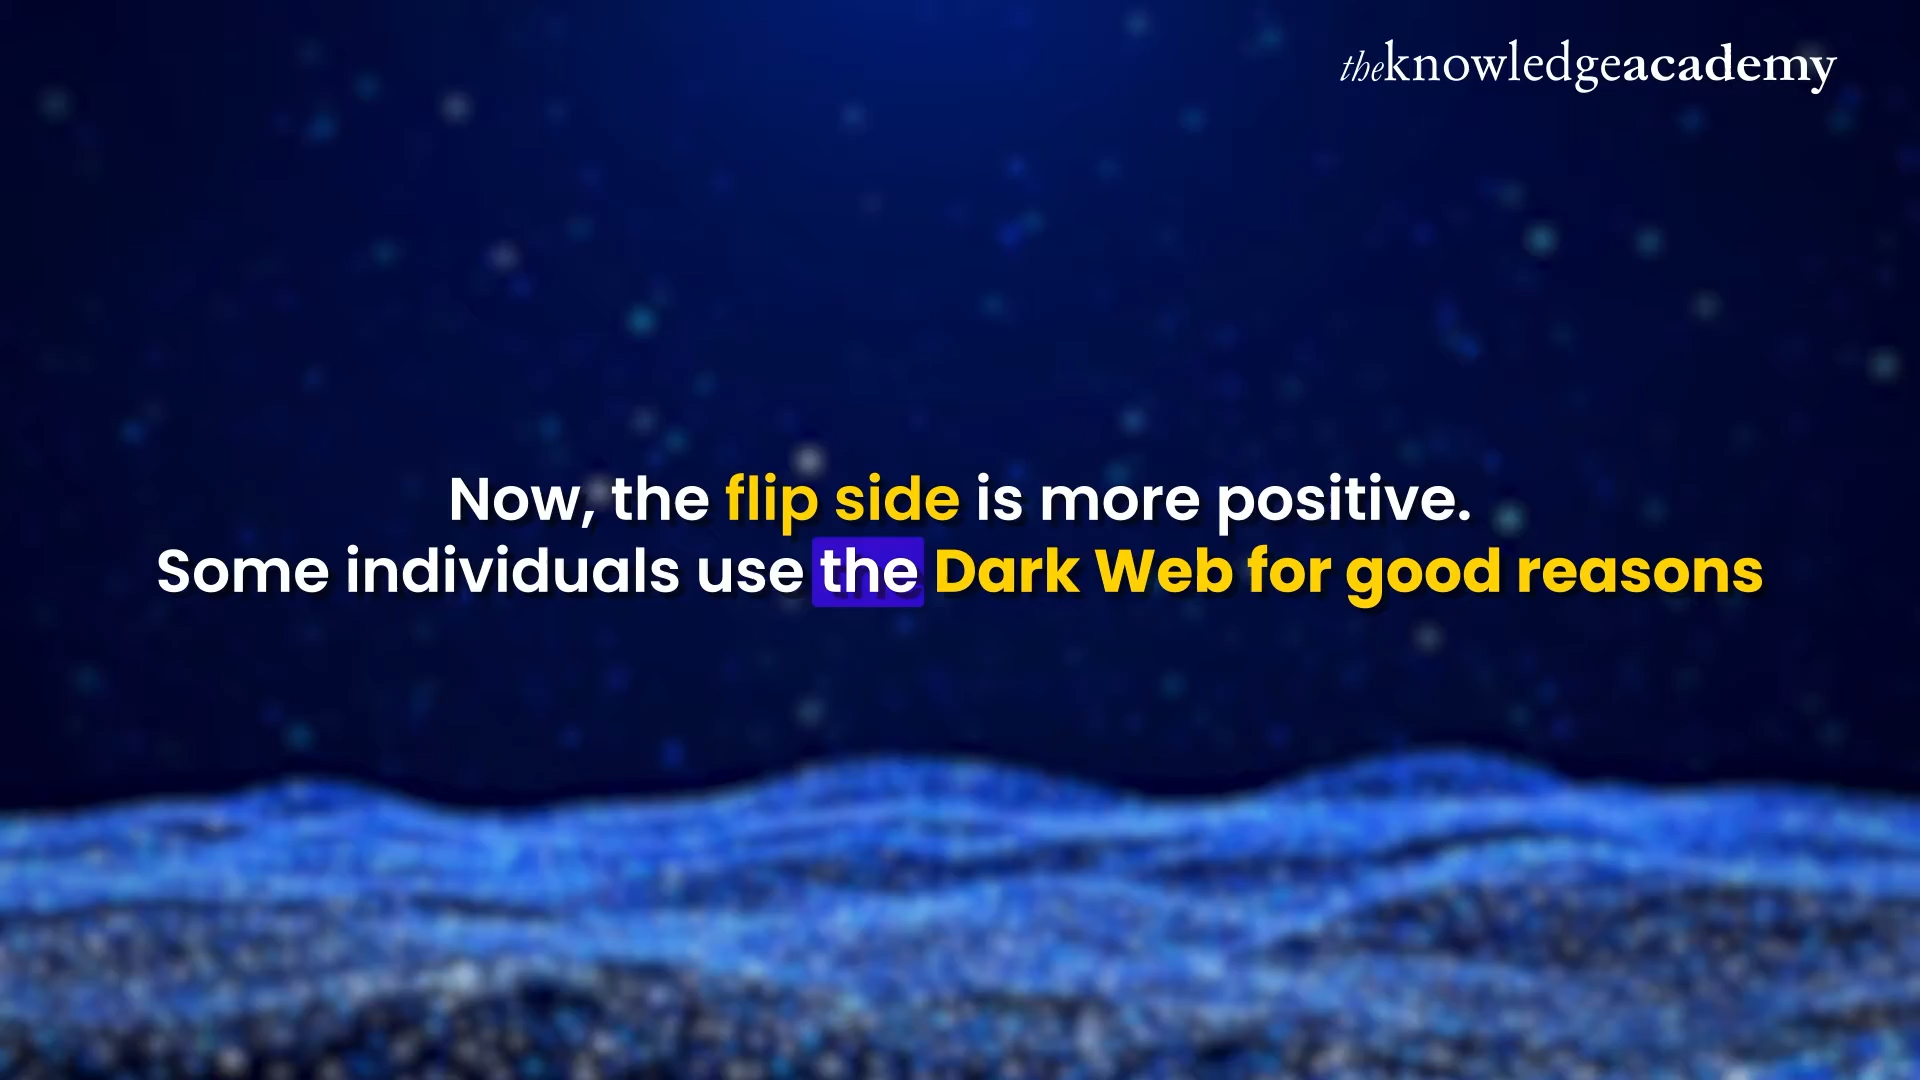 theknowledgeacademy
Now, the flip side is more positive.
Some individuals use the Dark Web for good reasons